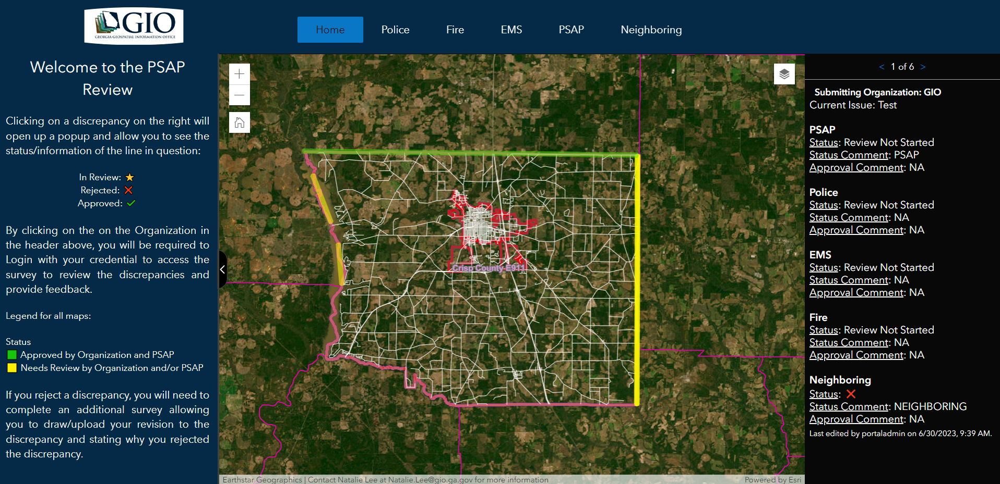 GIO
GEORGIA GEOSPATIAL INFORMATION OFFICE
Home
Police
Fire
EMS
PSAP
Neighboring
Welcome to the PSAP
Review
Clicking on a discrepancy on the right will
open up a popup and allow you to see the
status/information of the line in question:
In Review:
Rejected:
Approved:
By clicking on the on the Organization in
the header above, you will be required to
Login with your credential to access the
survey to review the discrepancies and
provide feedback.
Legend for all maps:
Status
Approved by Organization and PSAP
Needs Review by Organization and/or PSAP
If you reject a discrepancy, you will need to
complete an additional survey allowing
you to draw/upload your revision to the
discrepancy and stating why you rejected
the discrepancy.
Crisp County E911
Earthstar Geographics | Contact Natalie Lee at Natalie.Lee@gio.ga.gov for more information
Powered by Esri
< 1 of 6 >
Submitting Organization: GIO
Current Issue: Test
PSAP
Status: Review Not Started
Status Comment: PSAP
Approval Comment: NA
Police
Status: Review Not Started
Status Comment: NA
Approval Comment: NA
EMS
Status: Review Not Started
Status Comment: NA
Approval Comment: NA
Fire
Status: Review Not Started
Status Comment: NA
Approval Comment: NA
Neighboring
Status:
Status Comment: NEIGHBORING
Approval Comment: NA
Last edited by portaladmin on 6/30/2023, 9:39 AM.